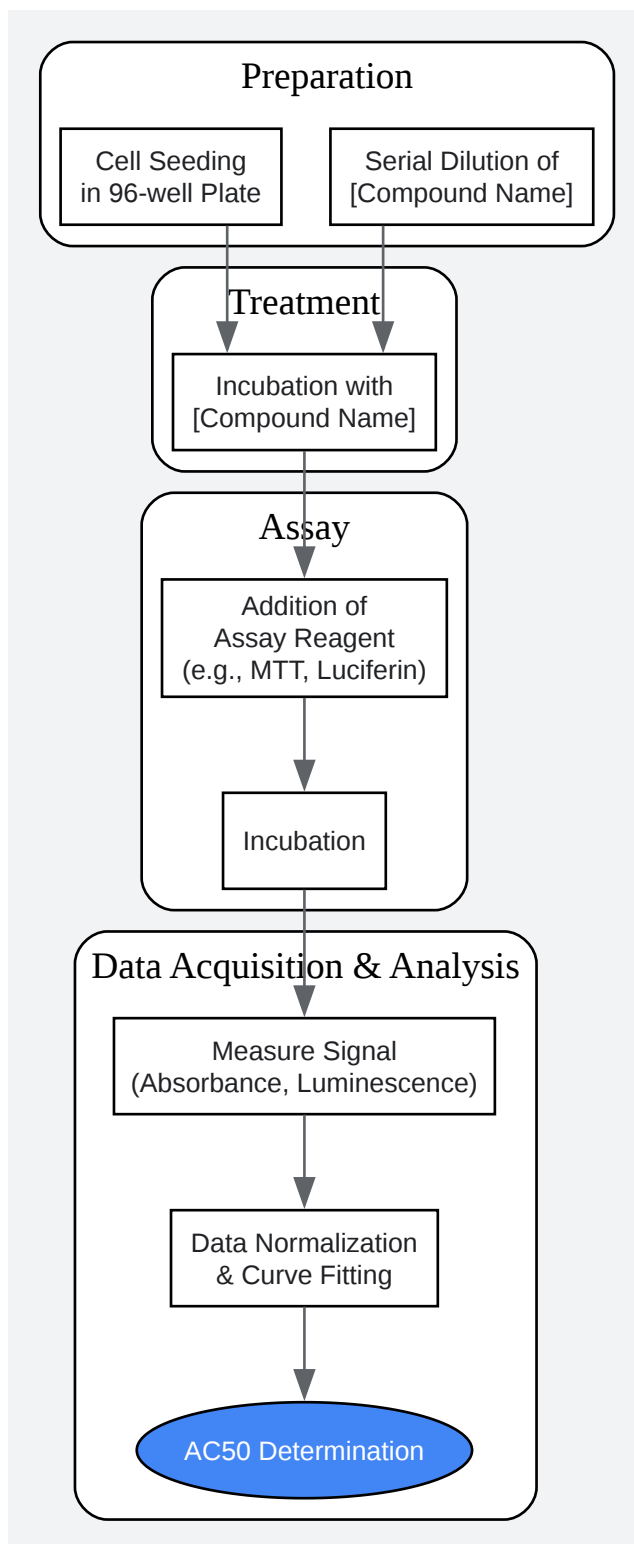 Preparation
Cell Seeding
in 96-well Plate
Serial Dilution of
[Compound Name]
Treatment
Incubation with
[Compound Name]
Assay
Addition of
Assay Reagent
(e.g., MTT, Luciferin)
Incubation
Data Acquisition & Analysis
Measure Signal
(Absorbance, Luminescence)
Data Normalization
& Curve Fitting
AC50 Determination